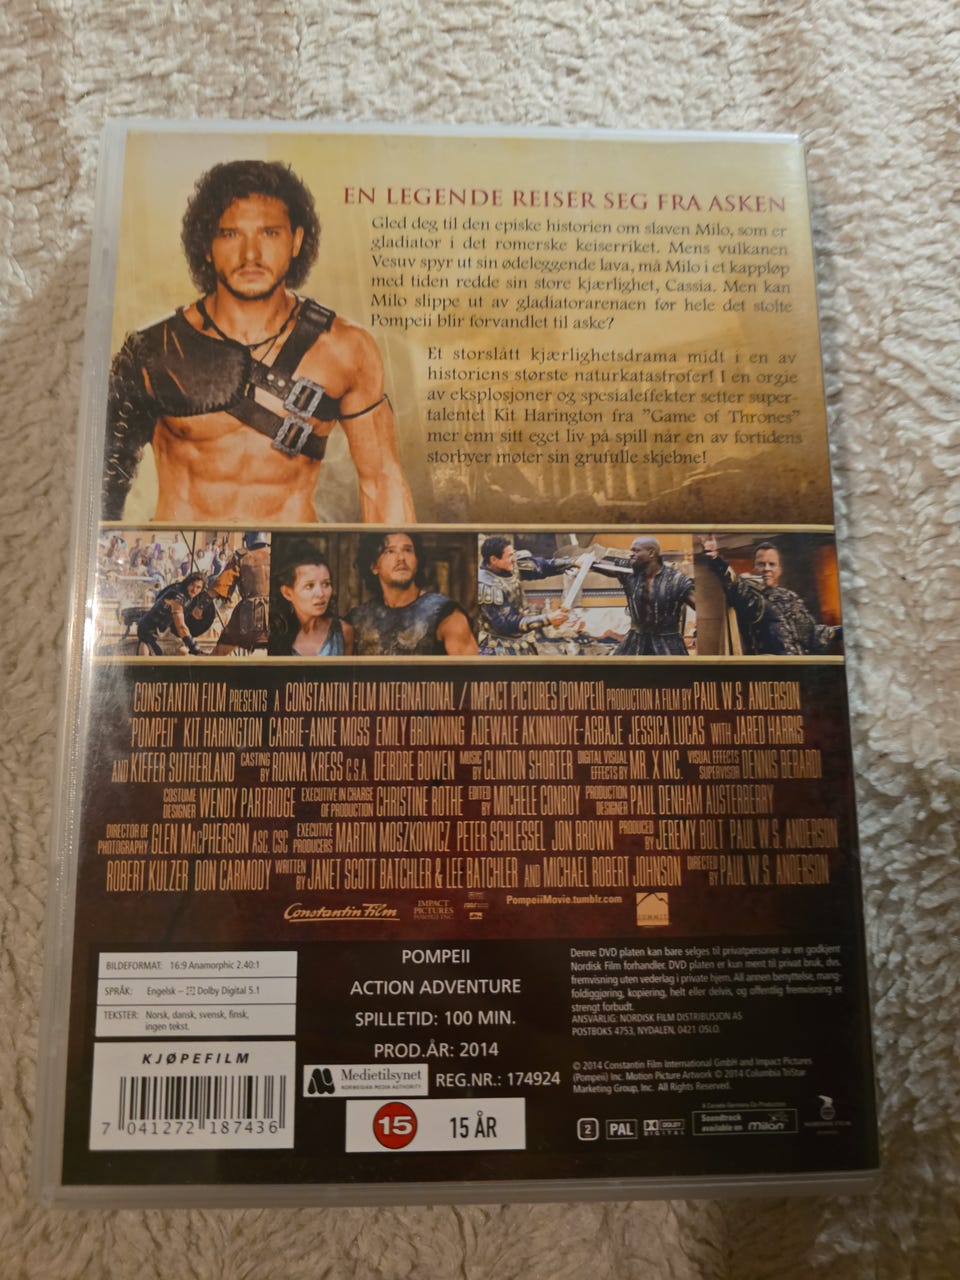 EN LEGENDE REISER SEG FRA ASKEN
Gled deg til den episke historien om slaven Milo, som er
gladiator i det romerske keiserriket. Mens vulkanen
Vesuv spyr ut sin ødeleggende lava, må Milo i et kappløp
med tiden redde sin store kjærlighet, Cassia. Men kan
Milo slippe ut av gladiatorarenaen før hele det stolte
Pompeii blir forvandlet til aske?
Et storslått kjærlighetsdrama midt i en av
historiens største naturkatastrofer! I en orgie
av eksplosjoner og spesialeffekter setter super-
talentet Kit Harington fra "Game of Thrones"
mer enn sitt eget liv på spill når en av fortidens
storbyer møter sin grufulle skjebne!
CONSTANTIN FILM PRESENTS A CONSTANTIN FILM INTERNATIONAL / IMPACT PICTURES (POMPEII) PRODUCTION A FILM BY PAUL W.S. ANDERSON
"POMPEII" KIT HARINGTON CARRIE-ANNE MOSS EMILY BROWNING ADEWALE AKINNUOYE-AGBAJE JESSICA LUCAS WITH JARED HARRIS
AND KIEFER SUTHERLAND CASTING BY RONNA KRESS C.S.A. DEIRDRE BOWEN MUSIC BY CLINTON SHORTER DIGITAL VISUAL EFFECTS BY MR. X INC. VISUAL EFFECTS SUPERVISOR DENNIS BERARDI
COSTUME DESIGNER WENDY PARTRIDGE EXECUTIVE IN CHARGE OF PRODUCTION CHRISTINE ROTHE EDITED BY MICHELE CONROY PRODUCTION DESIGNER PAUL DENHAM AUSTERBERRY
DIRECTOR OF PHOTOGRAPHY GLEN MacPHERSON ASC, CSC EXECUTIVE PRODUCERS MARTIN MOSZKOWICZ PETER SCHLESSEL JON BROWN PRODUCED BY JEREMY BOLT PAUL W.S. ANDERSON
ROBERT KULZER DON CARMODY WRITTEN BY JANET SCOTT BATCHLER & LEE BATCHLER AND MICHAEL ROBERT JOHNSON DIRECTED BY PAUL W.S. ANDERSON
Constantin Film
IMPACT
PICTURES
POMPEII INC.
dts
PompeiiMovie.tumblr.com
SUMMIT
BILDEFORMAT: 16:9 Anamorphic 2.40:1
SPRÅK: Engelsk – Dolby Digital 5.1
TEKSTER: Norsk, dansk, svensk, finsk,
ingen tekst.
KJØPEFILM
7 041272 187436
POMPEII
ACTION ADVENTURE
SPILLETID: 100 MIN.
PROD.ÅR: 2014
Medietilsynet
NORWEGIAN MEDIA AUTHORITY
REG.NR.: 174924
15
15 ÅR
Denne DVD platen kan bare selges til privatpersoner av en godkjent
Nordisk Film forhandler. DVD platen er kun ment til privat bruk, dvs.
fremvisning uten vederlag i private hjem. All annen benyttelse, mang-
foldiggjøring, kopiering, helt eller delvis, og offentlig fremvisning er
strengt forbudt.
ANSVARLIG: NORDISK FILM DISTRIBUSJON AS
POSTBOKS 4753, NYDALEN, 0421 OSLO.
© 2014 Constantin Film International GmbH and Impact Pictures
(Pompeii) Inc. Motion Picture Artwork © 2014 Columbia TriStar
Marketing Group, Inc. All Rights Reserved.
A Canada-Germany Co-Production
2
PAL
DOLBY
DIGITAL
Soundtrack
available on milan
NORDISK FILM